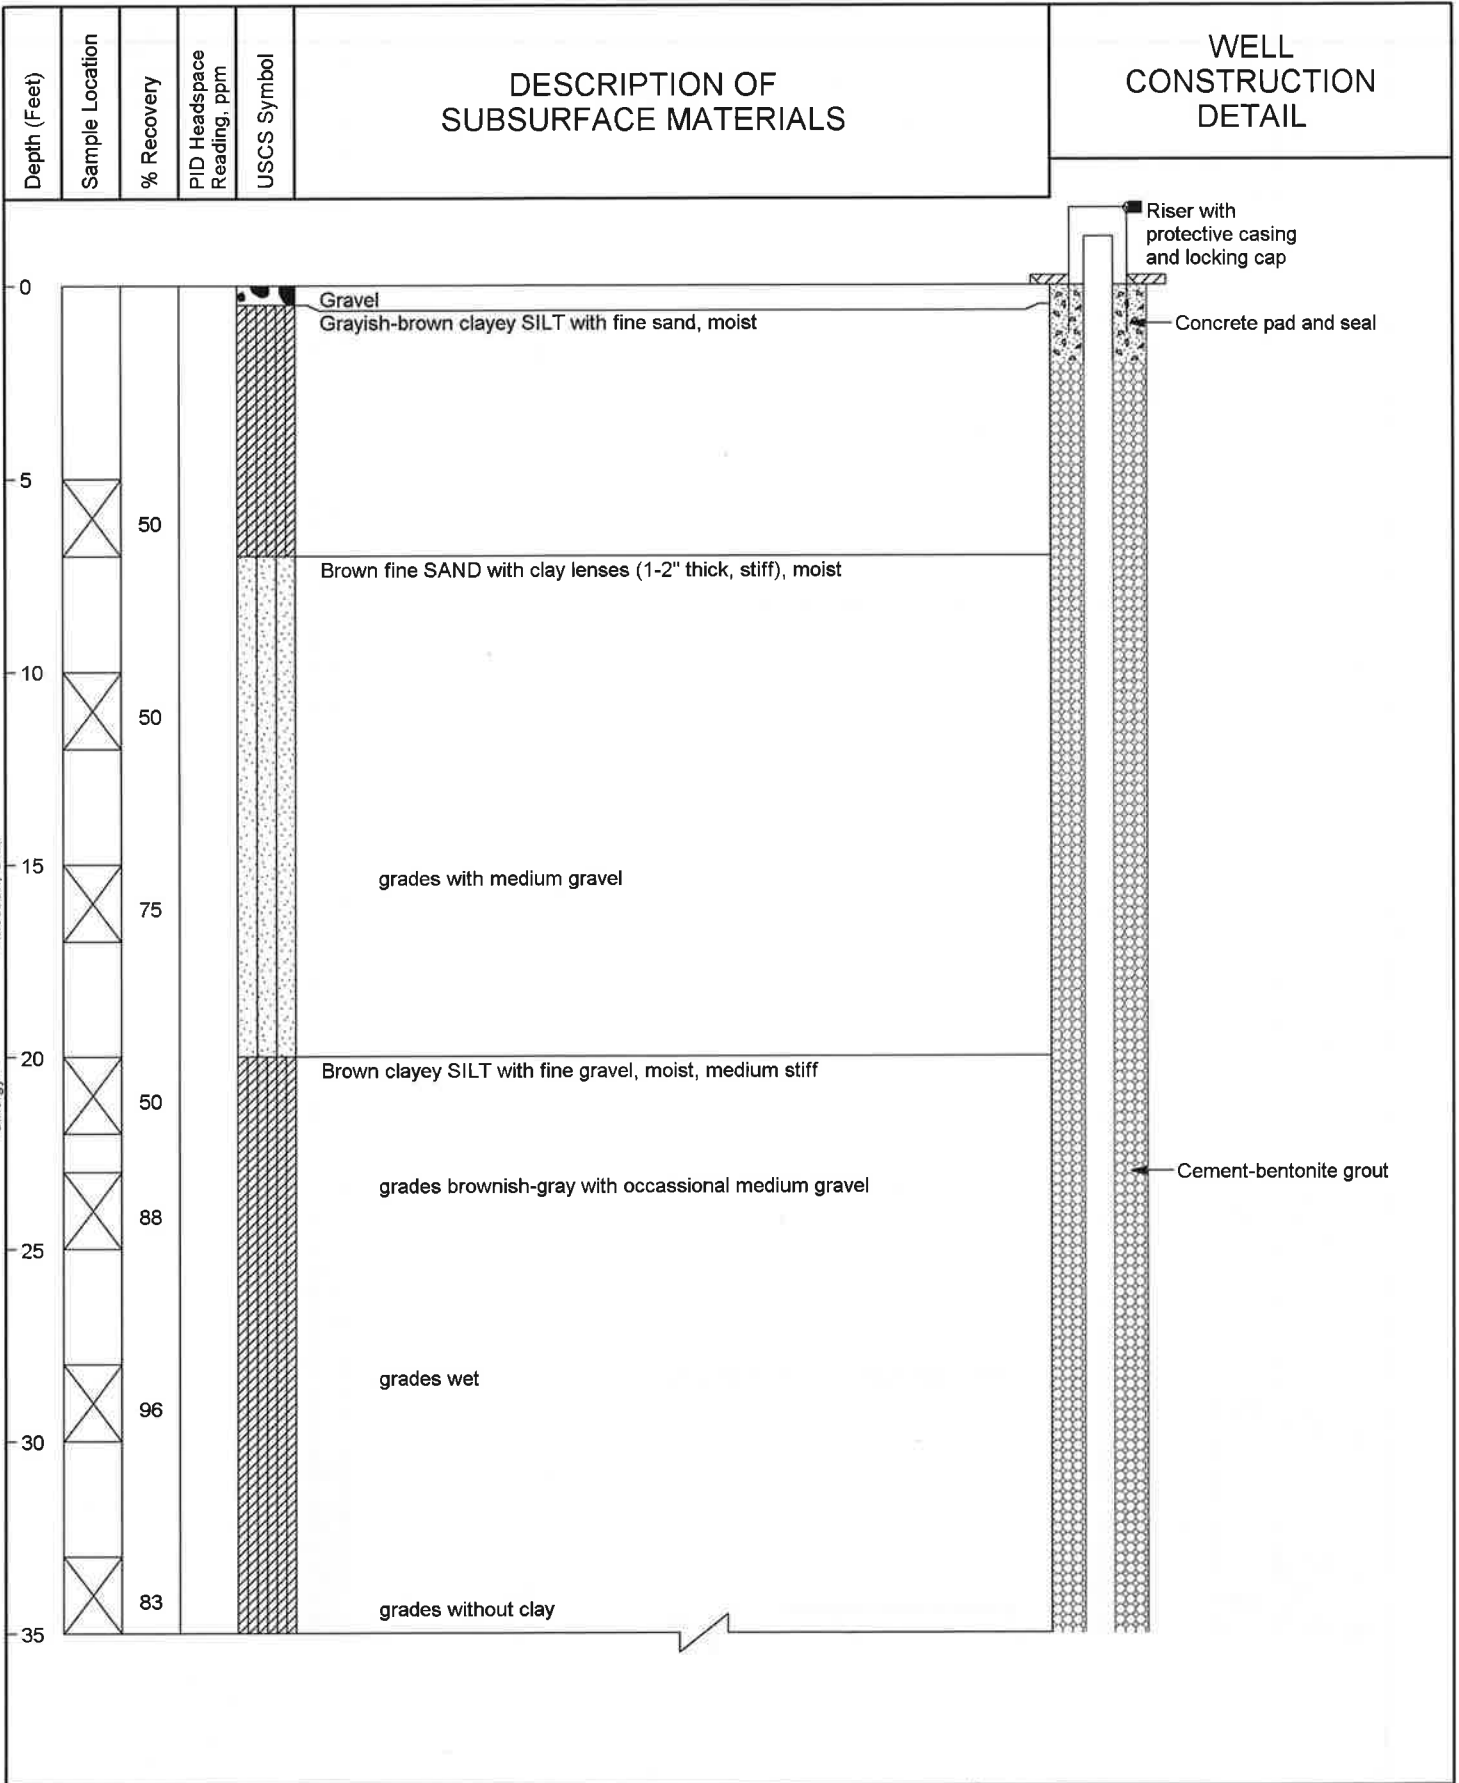 Depth (Feet)
Sample Location
% Recovery
PID Headspace
Reading, ppm
USCS Symbol
DESCRIPTION OF
SUBSURFACE MATERIALS
WELL
CONSTRUCTION
DETAIL
Riser with
protective casing
and locking cap
0
Gravel
Grayish-brown clayey SILT with fine sand, moist
Concrete pad and seal
5
50
Brown fine SAND with clay lenses (1-2" thick, stiff), moist
10
50
15
grades with medium gravel
75
20
Brown clayey SILT with fine gravel, moist, medium stiff
50
Cement-bentonite grout
grades brownish-gray with occassional medium gravel
88
25
grades wet
96
30
83
grades without clay
35